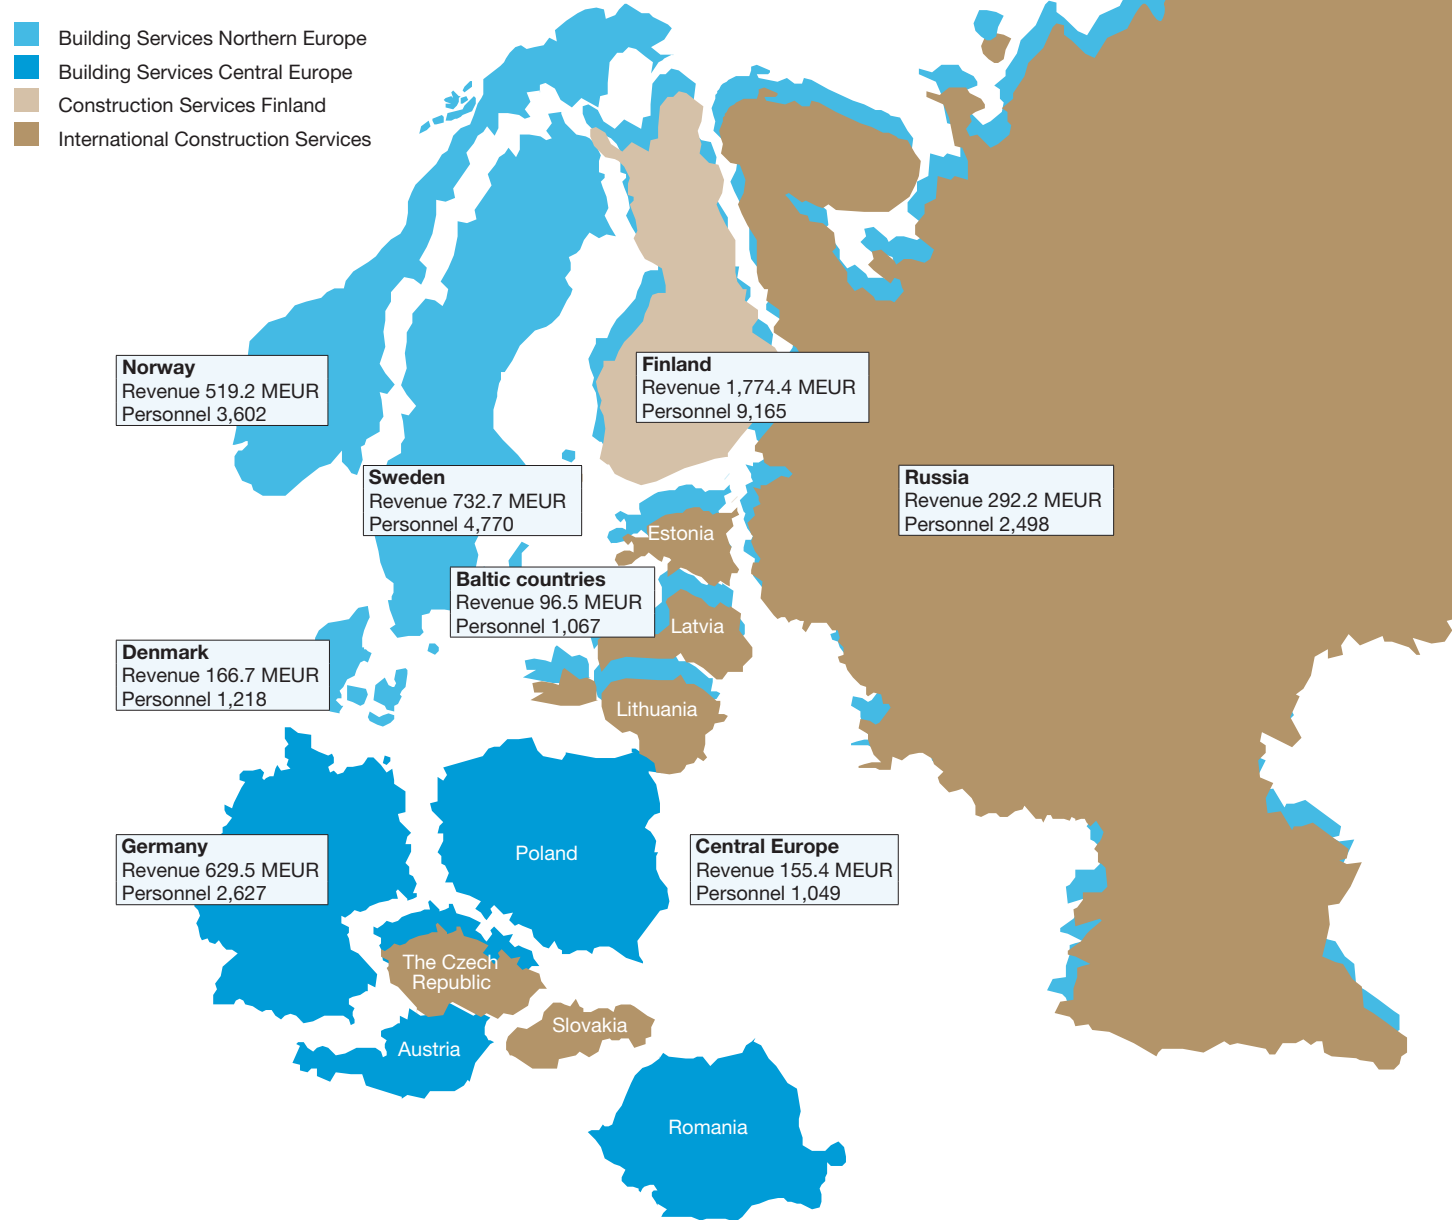 Building Services Northern Europe
Building Services Central Europe
Construction Services Finland
International Construction Services
Norway
Revenue 519.2 MEUR
Personnel 3,602
Finland
Revenue 1,774.4 MEUR
Personnel 9,165
Sweden
Revenue 732.7 MEUR
Personnel 4,770
Russia
Revenue 292.2 MEUR
Personnel 2,498
Estonia
Baltic countries
Revenue 96.5 MEUR
Personnel 1,067
Latvia
Denmark
Revenue 166.7 MEUR
Personnel 1,218
Lithuania
Germany
Revenue 629.5 MEUR
Personnel 2,627
Poland
Central Europe
Revenue 155.4 MEUR
Personnel 1,049
The Czech
Republic
Slovakia
Austria
Romania